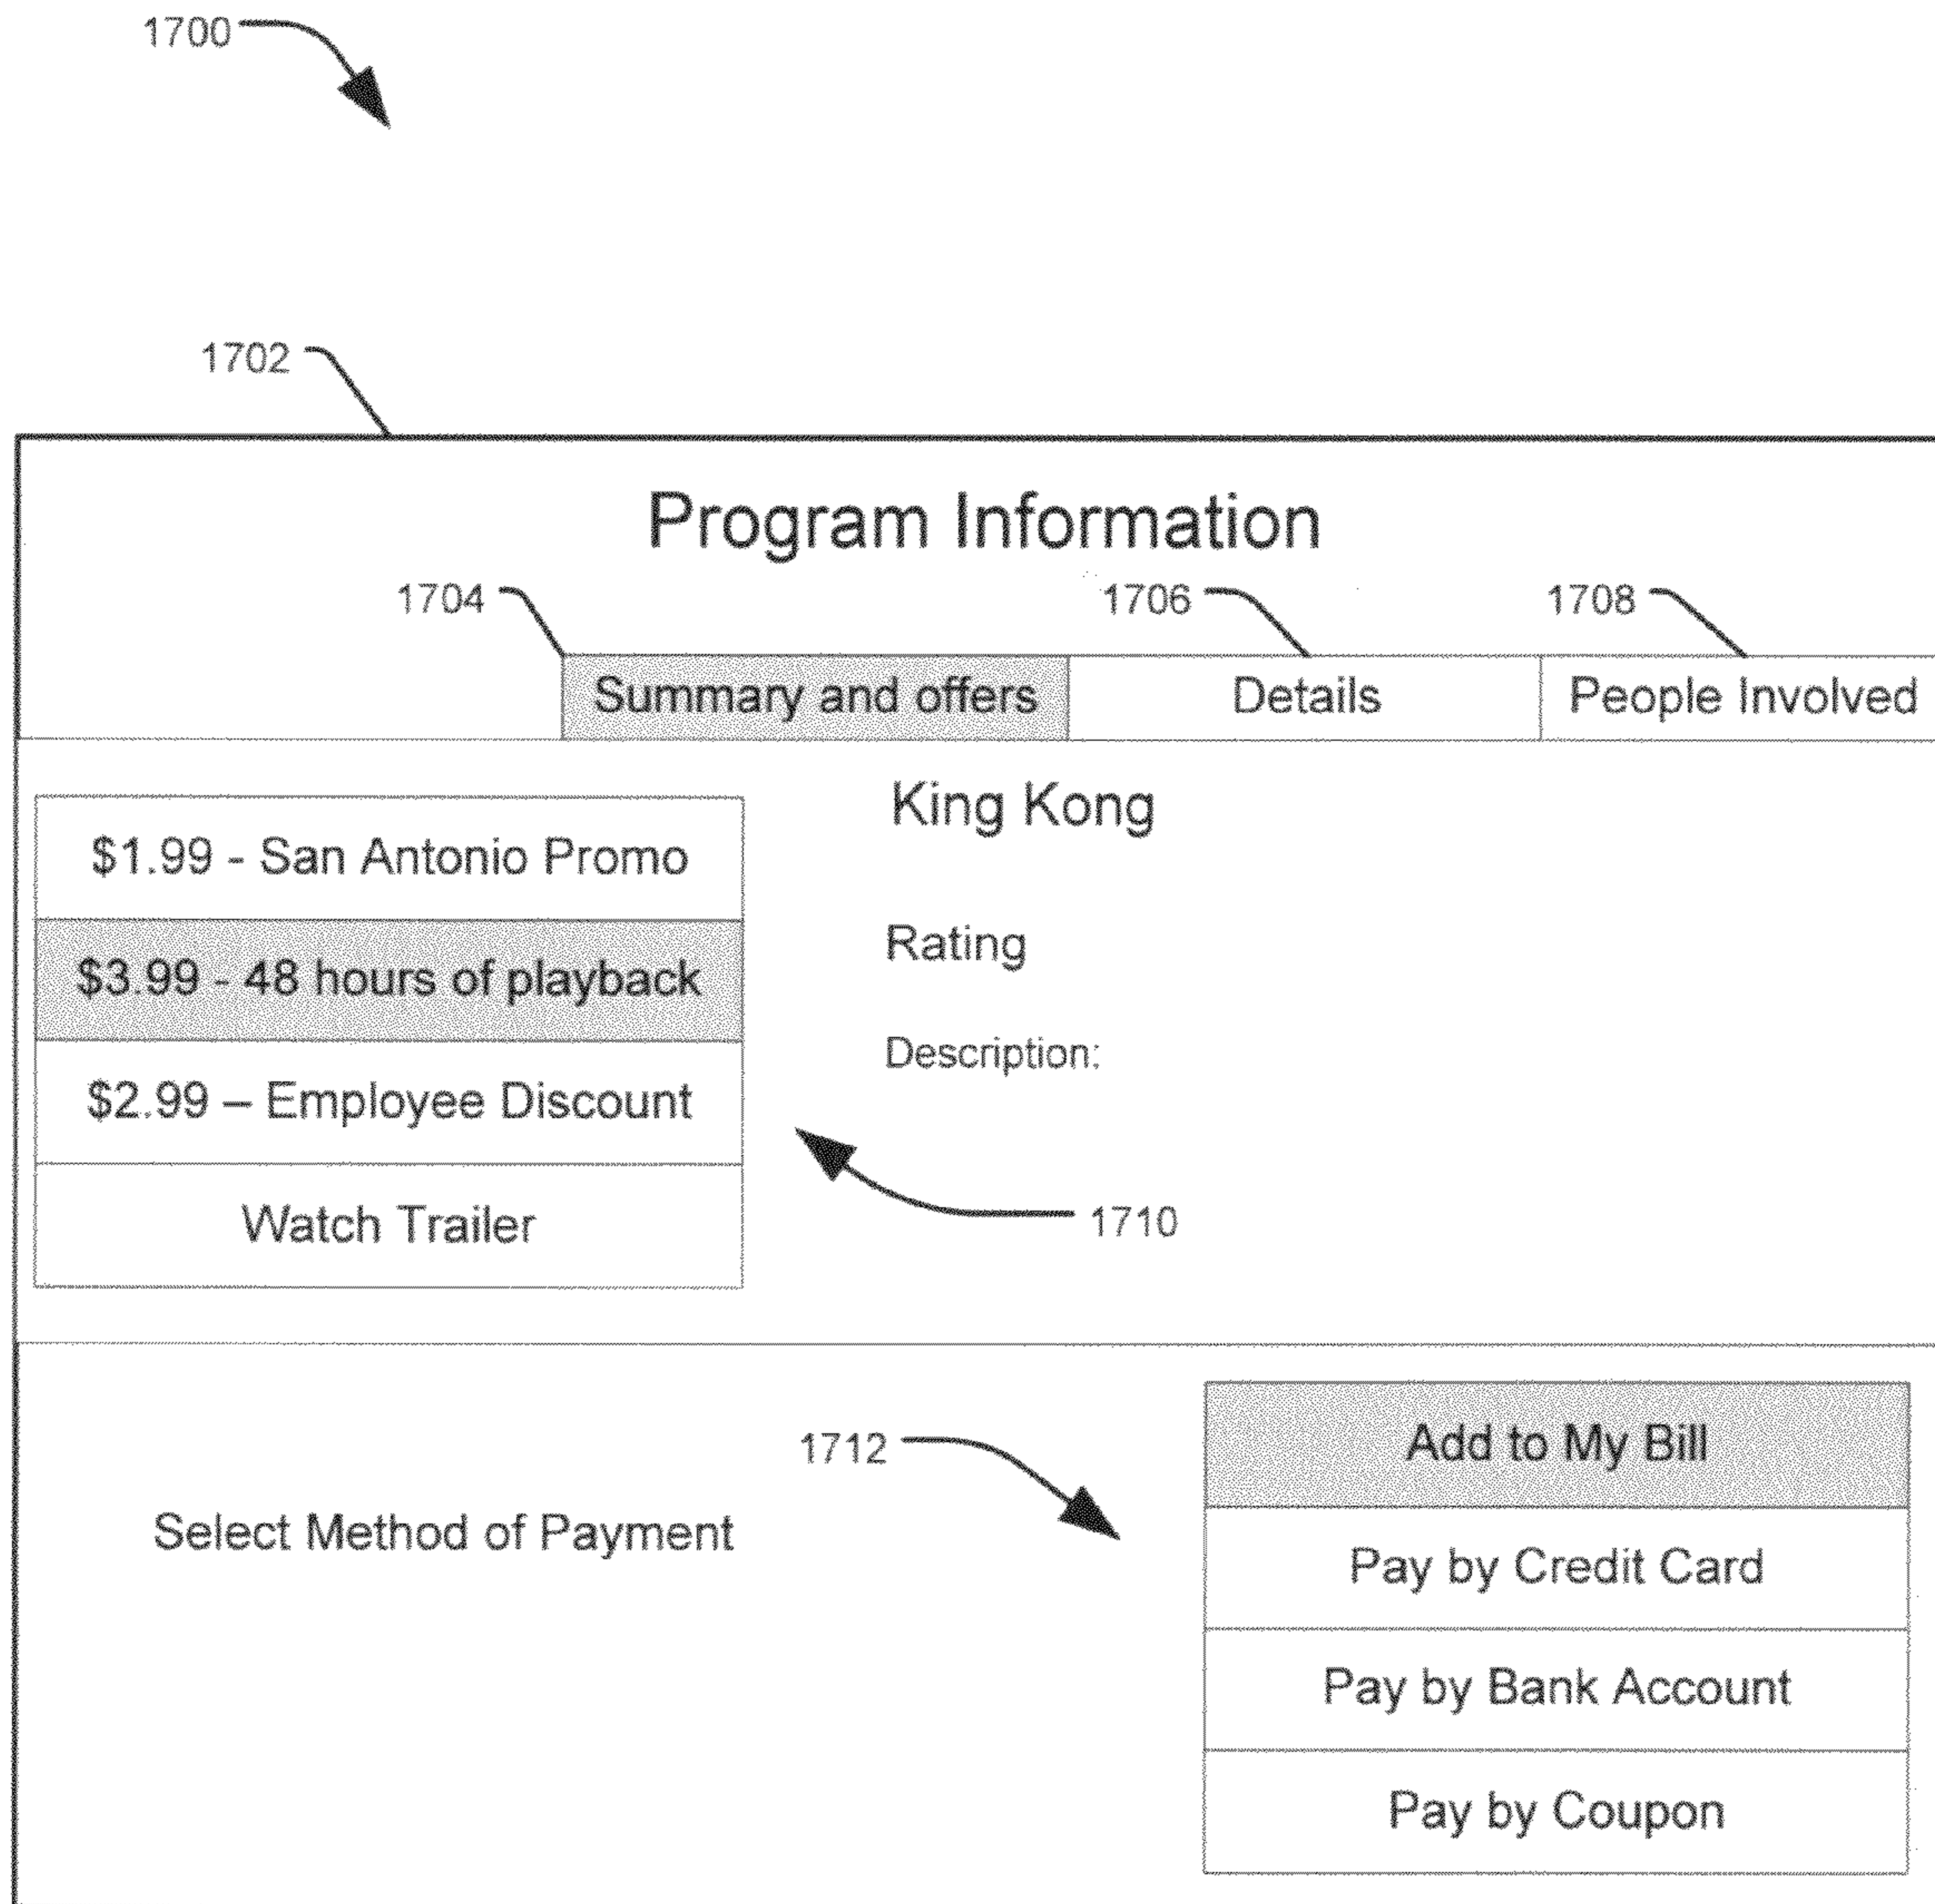 1700
1702
Program Information
1704
1706
1708
Summary and offers
Details
People Involved
King Kong
$1.99 - San Antonio Promo
$3.99 - 48 hours of playback
$2.99 – Employee Discount
Watch Trailer
Rating
Description:
1710
1712
Select Method of Payment
Add to My Bill
Pay by Credit Card
Pay by Bank Account
Pay by Coupon